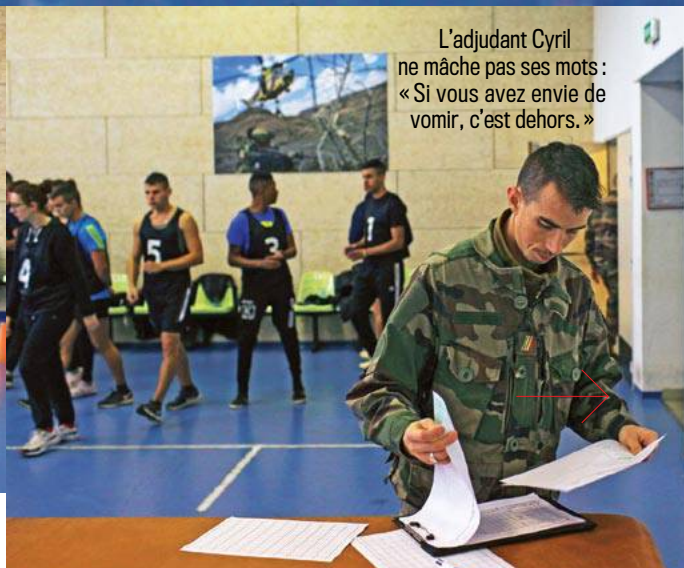 L’adjudant Cyril
ne mâche pas ses mots :
« Si vous avez envie de
vomir, c’est dehors. »
4
5
3
1